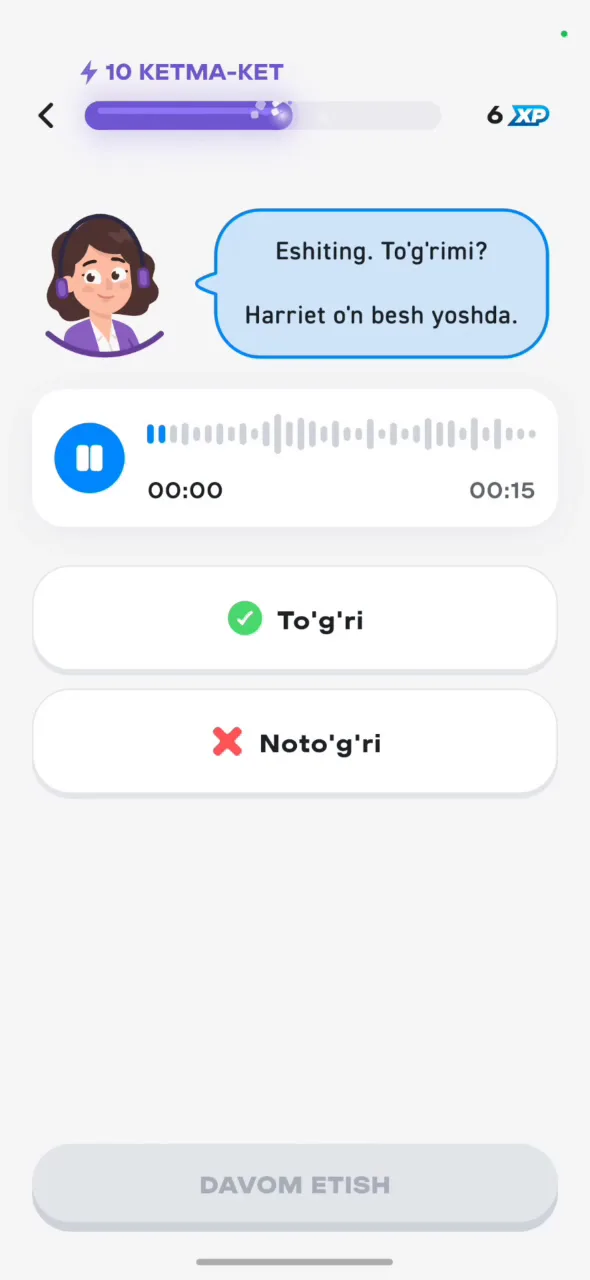 10 KETMA-KET
6 XP
Eshiting. To'g'rimi?
Harriet o'n besh yoshda.
00:00 00:15
To'g'ri
Noto'g'ri
DAVOM ETISH